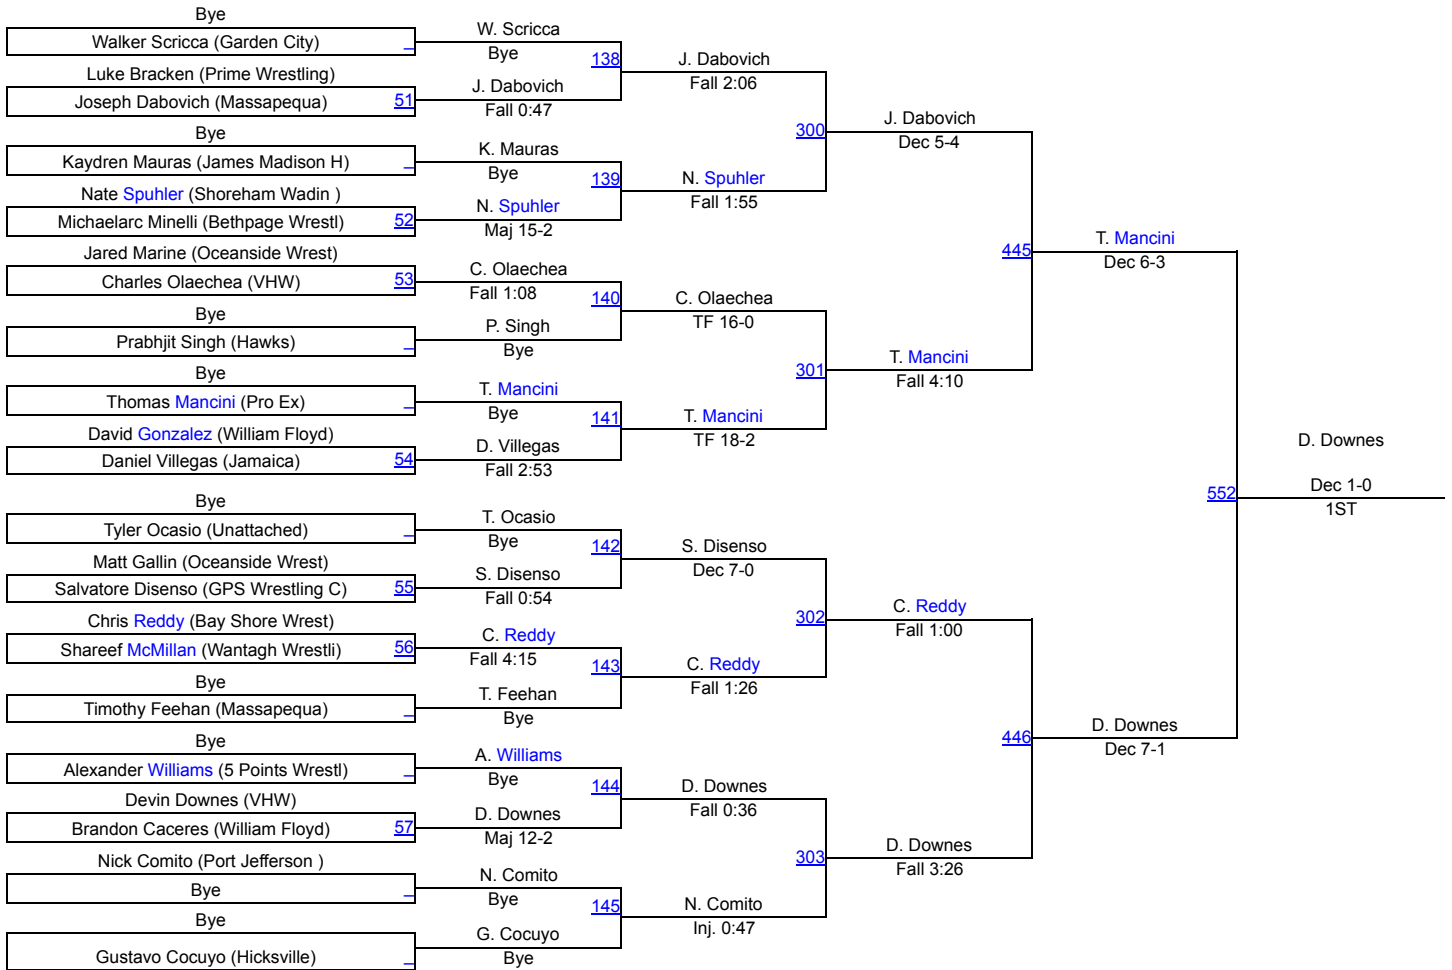 Bye
Walker Scricca (Garden City)
Luke Bracken (Prime Wrestling)
Joseph Dabovich (Massapequa) 51
Bye
Kaydren Mauras (James Madison H)
Nate Spuhler (Shoreham Wadin )
Michaelarc Minelli (Bethpage Wrestl) 52
Jared Marine (Oceanside Wrest)
Charles Olaechea (VHW) 53
Bye
Prabhjit Singh (Hawks)
Bye
Thomas Mancini (Pro Ex)
David Gonzalez (William Floyd)
Daniel Villegas (Jamaica) 54
Bye
Tyler Ocasio (Unattached)
Matt Gallin (Oceanside Wrest)
Salvatore Disenso (GPS Wrestling C) 55
Chris Reddy (Bay Shore Wrest)
Shareef McMillan (Wantagh Wrestli) 56
Bye
Timothy Feehan (Massapequa)
Bye
Alexander Williams (5 Points Wrestl)
Devin Downes (VHW)
Brandon Caceres (William Floyd) 57
Nick Comito (Port Jefferson )
Bye
Bye
Gustavo Cocuyo (Hicksville)
W. Scricca
Bye
138
J. Dabovich
Fall 0:47
K. Mauras
Bye
139
N. Spuhler
Maj 15-2
C. Olaechea
Fall 1:08
140
P. Singh
Bye
T. Mancini
Bye
141
D. Villegas
Fall 2:53
T. Ocasio
Bye
142
S. Disenso
Fall 0:54
C. Reddy
Fall 4:15
143
T. Feehan
Bye
A. Williams
Bye
144
D. Downes
Maj 12-2
N. Comito
Bye
145
G. Cocuyo
Bye
J. Dabovich
Fall 2:06
300
N. Spuhler
Fall 1:55
C. Olaechea
TF 16-0
301
T. Mancini
TF 18-2
S. Disenso
Dec 7-0
302
C. Reddy
Fall 1:26
D. Downes
Fall 0:36
303
N. Comito
Inj. 0:47
J. Dabovich
Dec 5-4
445
T. Mancini
Fall 4:10
C. Reddy
Fall 1:00
446
D. Downes
Fall 3:26
T. Mancini
Dec 6-3
552
D. Downes
Dec 7-1
D. Downes
Dec 1-0
1ST